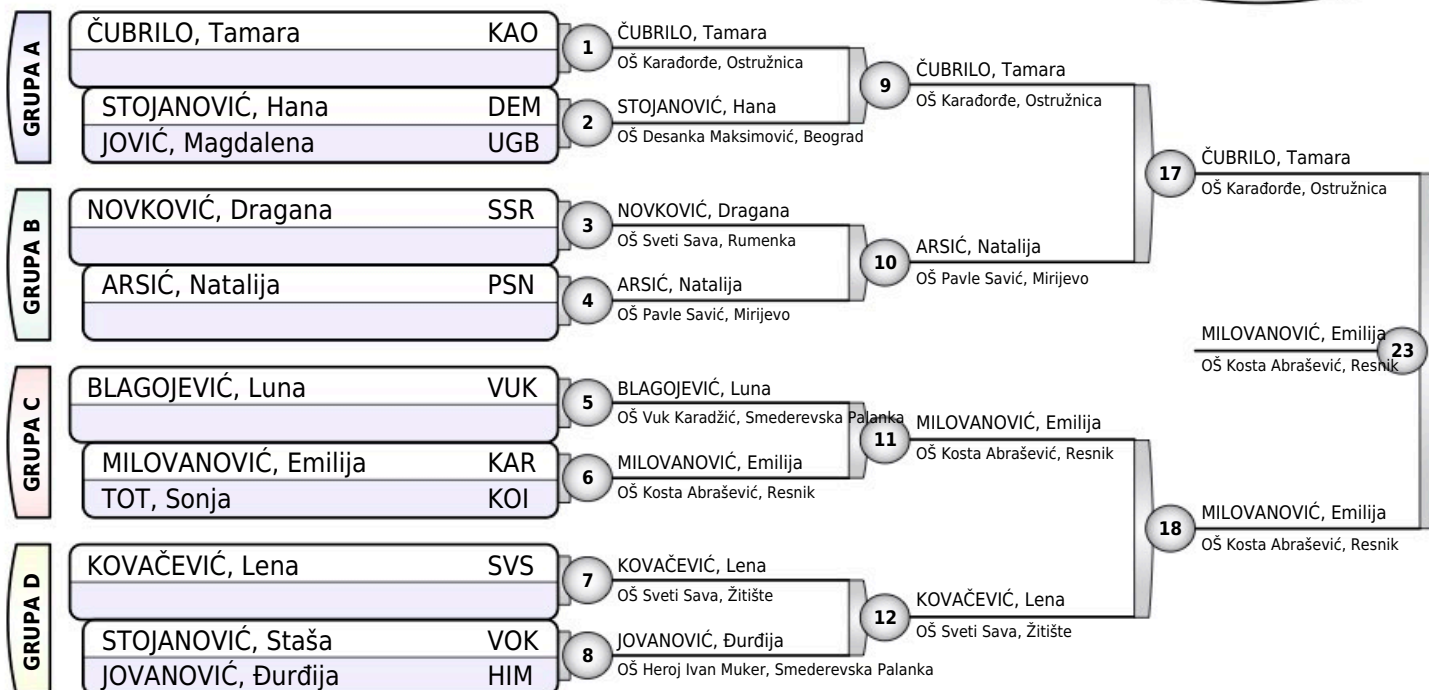 GRUPA A
ČUBRILO, Tamara KAO
STOJANOVIĆ, Hana DEM
JOVIĆ, Magdalena UGB
GRUPA B
NOVKOVIĆ, Dragana SSR
ARSIĆ, Natalija PSN
GRUPA C
BLAGOJEVIĆ, Luna VUK
MILOVANOVIĆ, Emilija KAR
TOT, Sonja KOI
GRUPA D
KOVAČEVIĆ, Lena SVS
STOJANOVIĆ, Staša VOK
JOVANOVIĆ, Đurđija HIM
1
ČUBRILO, Tamara
OŠ Karađorđe, Ostružnica
2
STOJANOVIĆ, Hana
OŠ Desanka Maksimović, Beograd
3
NOVKOVIĆ, Dragana
OŠ Sveti Sava, Rumenka
4
ARSIĆ, Natalija
OŠ Pavle Savić, Mirijevo
5
BLAGOJEVIĆ, Luna
OŠ Vuk Karadžić, Smederevska Palanka
6
MILOVANOVIĆ, Emilija
OŠ Kosta Abrašević, Resnik
7
KOVAČEVIĆ, Lena
OŠ Sveti Sava, Žitište
8
JOVANOVIĆ, Đurđija
OŠ Heroj Ivan Muker, Smederevska Palanka
9
ČUBRILO, Tamara
OŠ Karađorđe, Ostružnica
10
ARSIĆ, Natalija
OŠ Pavle Savić, Mirijevo
11
MILOVANOVIĆ, Emilija
OŠ Kosta Abrašević, Resnik
12
KOVAČEVIĆ, Lena
OŠ Sveti Sava, Žitište
17
ČUBRILO, Tamara
OŠ Karađorđe, Ostružnica
18
MILOVANOVIĆ, Emilija
OŠ Kosta Abrašević, Resnik
MILOVANOVIĆ, Emilija
OŠ Kosta Abrašević, Resnik
23